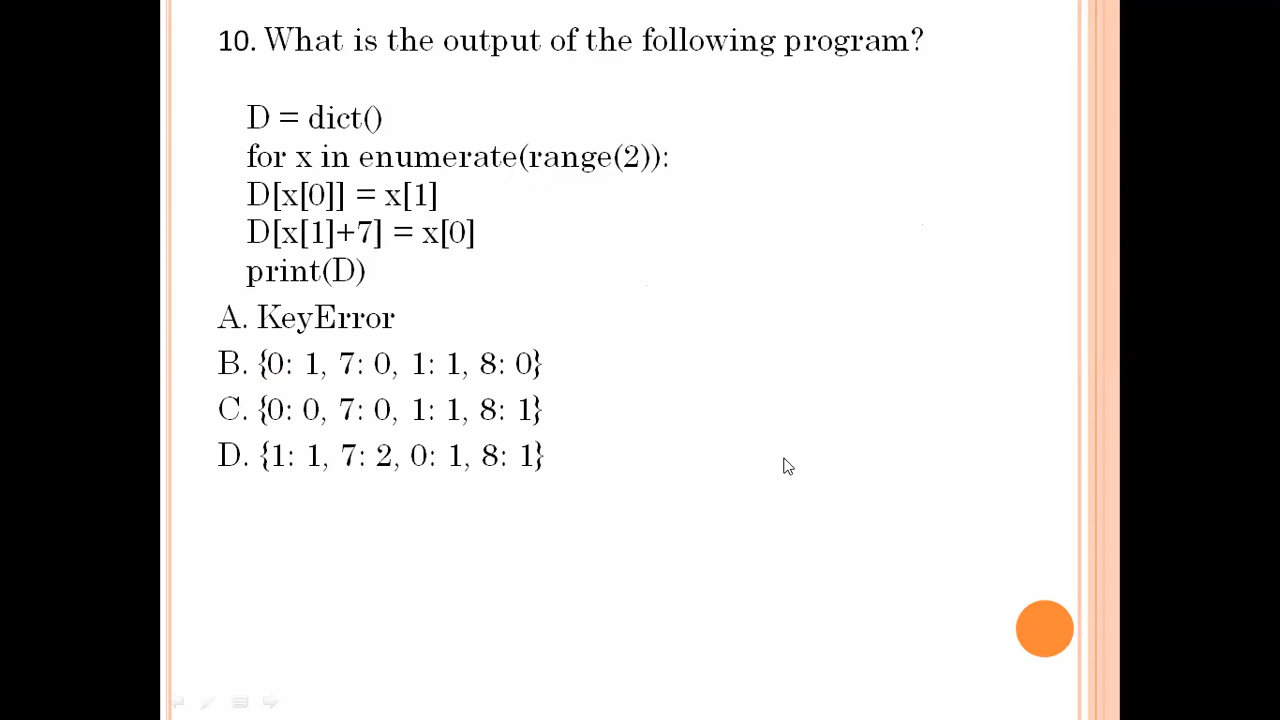 10. What is the output of the following program?
D = dict()
for x in enumerate(range(2)):
D[x[0]] = x[1]
D[x[1]+7] = x[0]
print(D)
A. KeyError
B. {0: 1, 7: 0, 1: 1, 8: 0}
C. {0: 0, 7: 0, 1: 1, 8: 1}
D. {1: 1, 7: 2, 0: 1, 8: 1}